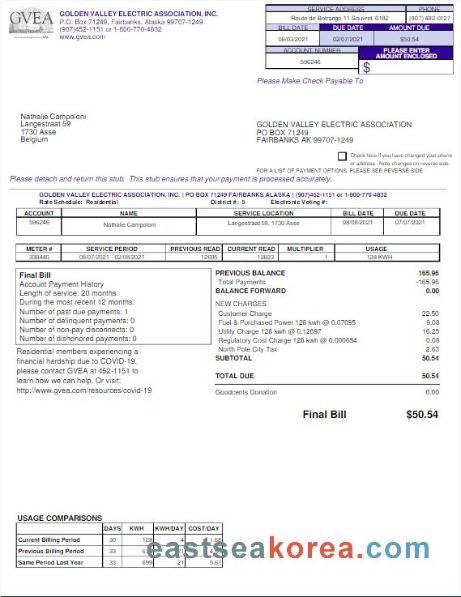 GVEA
GOLDEN VALLEY ELECTRIC ASSOCIATION, INC.
P.O. Box 71249, Fairbanks, Alaska 99707-1249
(907)452-1151 or 1-800-770-4832
www.gvea.com
SERVICE ADDRESS PHONE
Route de Botrange 11 Souvret 6182 (907)482-0127
BILL DATE DUE DATE AMOUNT DUE
08/03/2021 02/07/2021 $50.54
ACCOUNT NUMBER PLEASE ENTER AMOUNT ENCLOSED
596246 $
Please Make Check Payable To
Nathalie Campoloni
Langestraat 59
1730 Asse
Belgium
GOLDEN VALLEY ELECTRIC ASSOCIATION
PO BOX 71249
FAIRBANKS AK 99707-1249
Check here if you have changed your phone
or address. Note changes on reverse.
FOR A LIST OF PAYMENT OPTIONS, PLEASE SEE REVERSE SIDE
Please detach and return this stub. This stub ensures that your payment is processed accurately.
GOLDEN VALLEY ELECTRIC ASSOCIATION, INC. | PO BOX 71249 FAIRBANKS ALASKA | (907)452-1151 or 1-800-770-4832
Rate Schedule: Residential District #: 5 Electronic Voting#:
ACCOUNT NAME SERVICE LOCATION BILL DATE DUE DATE
596246 Nathalie Campoloni Langestraat 59, 1730 Asse 08/08/2021 07/07/2021
METER # SERVICE PERIOD PREVIOUS READ CURRENT READ MULTIPLIER USAGE
338440 08/07/2021 - 02/08/2021 12695 12823 1 128 KWH
Final Bill
Account Payment History
Length of service: 20 months
During the most recent 12 months:
Number of past due payments: 1
Number of delinquent payments: 0
Number of non-pay disconnects: 0
Number of dishonored payments: 0
Residential members experiencing a
financial hardship due to COVID-19,
please contact GVEA at 452-1151 to
learn how we can help. Or visit:
http://www.gvea.com/resources/covid-19
PREVIOUS BALANCE 165.96
Total Payments -165.96
BALANCE FORWARD 0.00
NEW CHARGES
Customer Charge 22.50
Fuel & Purchased Power 128 kwh @ 0.07095 9.08
Utility Charge 128 kwh @ 0.12697 16.25
Regulatory Cost Charge 128 kwh @ 0.000654 0.08
North Pole City Tax 2.63
SUBTOTAL 50.54
TOTAL DUE 50.54
Goodcents Donation 0.00
Final Bill $50.54
USAGE COMPARISONS
DAYS KWH KWH/DAY COST/DAY
Current Billing Period 30 128 4 1.68
Previous Billing Period 33
Same Period Last Year 33 699 21 5.61
eastseakorea.com